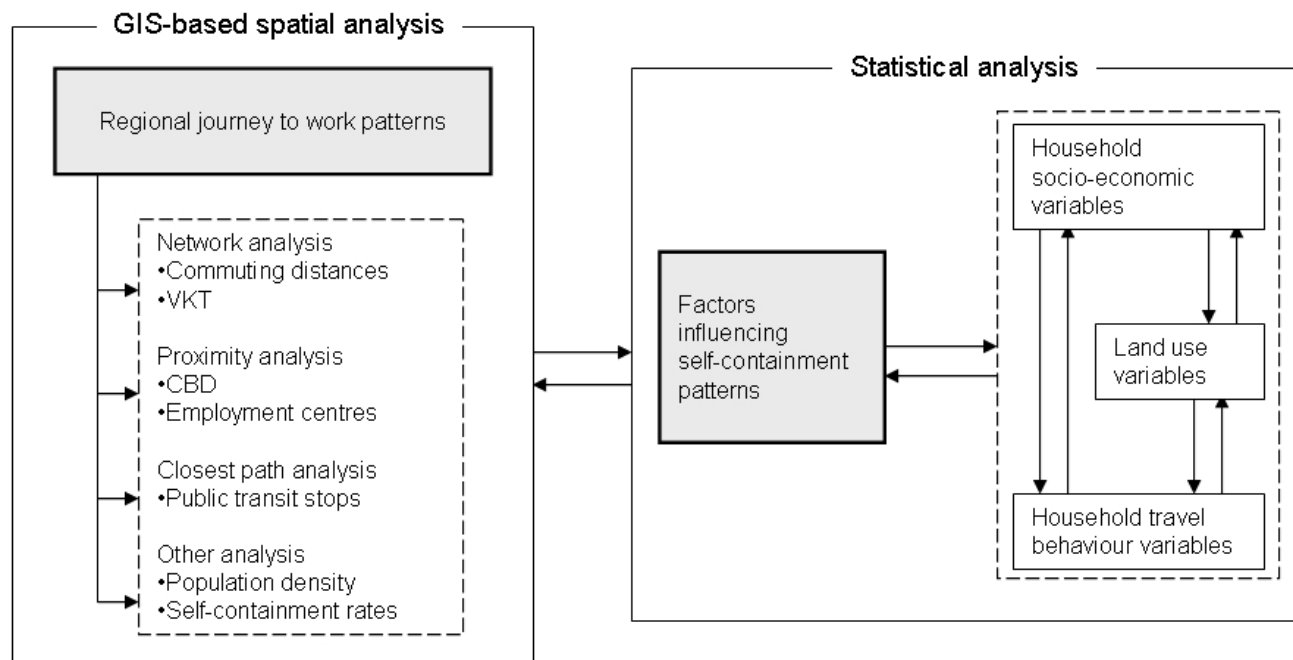 GIS-based spatial analysis
Regional journey to work patterns
Network analysis
•Commuting distances
•VKT
Proximity analysis
•CBD
•Employment centres
Closest path analysis
•Public transit stops
Other analysis
•Population density
•Self-containment rates
Statistical analysis
Factors
influencing
self-containment
patterns
Household
socio-economic
variables
Land use
variables
Household travel
behaviour variables